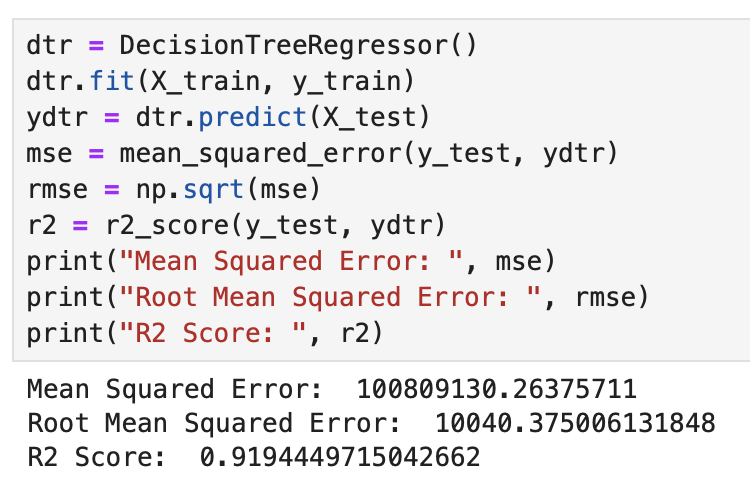 dtr = DecisionTreeRegressor()
dtr.fit(X_train, y_train)
ydtr = dtr.predict(X_test)
mse = mean_squared_error(y_test, ydtr)
rmse = np.sqrt(mse)
r2 = r2_score(y_test, ydtr)
print("Mean Squared Error: ", mse)
print("Root Mean Squared Error: ", rmse)
print("R2 Score: ", r2)
Mean Squared Error:  100809130.26375711
Root Mean Squared Error:  10040.375006131848
R2 Score:  0.9194449715042662